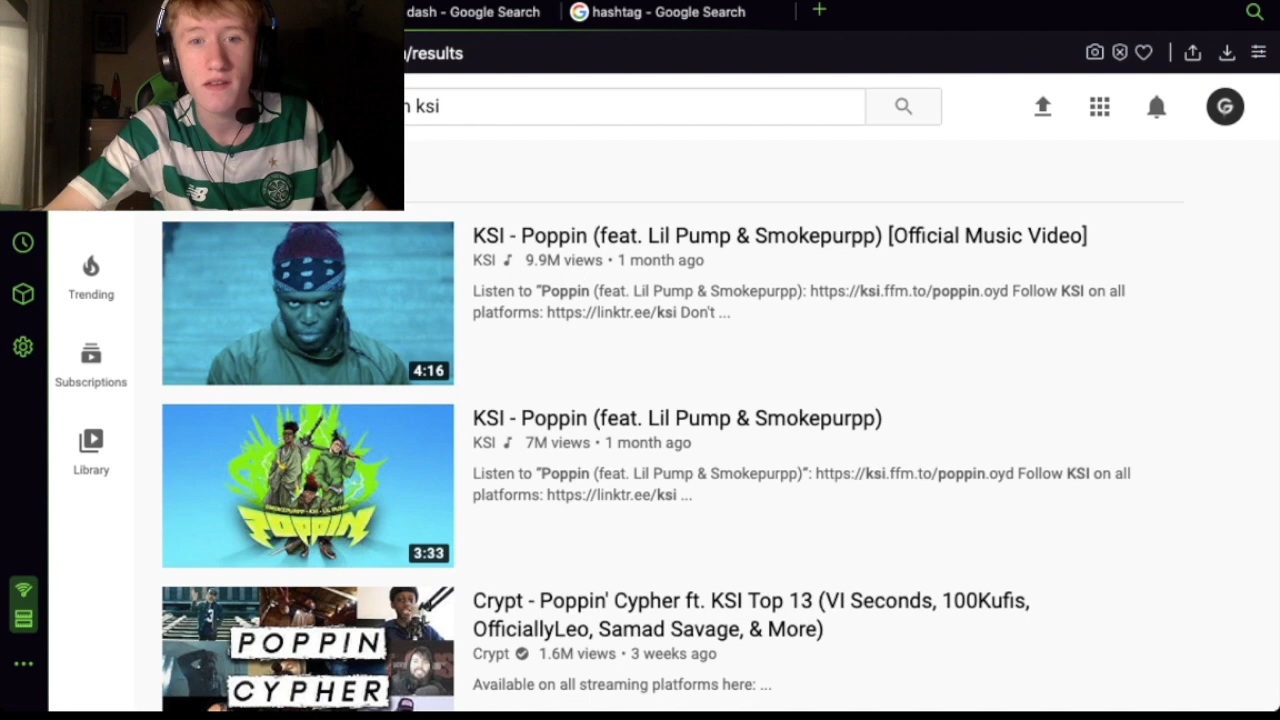 dash - Google Search
hashtag - Google Search
/results
n ksi
G
KSI - Poppin (feat. Lil Pump & Smokepurpp) [Official Music Video]
KSI 9.9M views • 1 month ago
Listen to “Poppin (feat. Lil Pump & Smokepurpp): https://ksi.ffm.to/poppin.oyd Follow KSI on all
platforms: https://linktr.ee/ksi Don't ...
4:16
Trending
Subscriptions
Library
KSI - Poppin (feat. Lil Pump & Smokepurpp)
KSI 7M views • 1 month ago
Listen to “Poppin (feat. Lil Pump & Smokepurpp)”: https://ksi.ffm.to/poppin.oyd Follow KSI on all
platforms: https://linktr.ee/ksi ...
SMOKEPURPP - KSI - LIL PUMP
POPPIN
3:33
Crypt - Poppin' Cypher ft. KSI Top 13 (VI Seconds, 100Kufis,
OfficiallyLeo, Samad Savage, & More)
Crypt 1.6M views • 3 weeks ago
Available on all streaming platforms here: ...
POPPIN
CYPHER